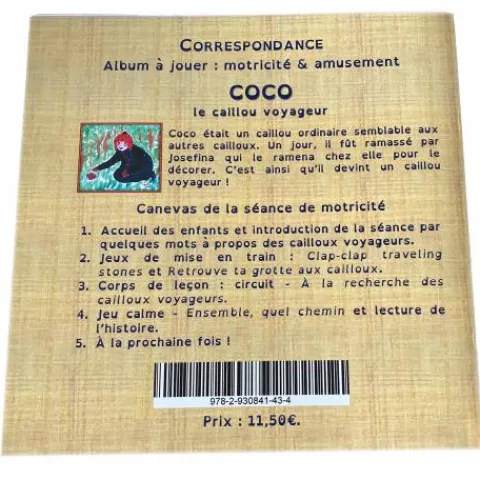 CORRESPONDANCE
Album à jouer : motricité & amusement
COCO
le caillou voyageur
Coco était un caillou ordinaire semblable aux
autres cailloux. Un jour, il fût ramassé par
Josefina qui le ramena chez elle pour le
décorer. C'est ainsi qu'il devint un caillou
voyageur !
Canevas de la séance de motricité
1. Accueil des enfants et introduction de la séance par
quelques mots à propos des cailloux voyageurs.
2. Jeux de mise en train : Clap-clap traveling
stones et Retrouve ta grotte aux cailloux.
3. Corps de leçon : circuit - À la recherche des
cailloux voyageurs.
4. Jeu calme - Ensemble, quel chemin et lecture de
l'histoire.
5. À la prochaine fois !
978-2-930841-43-4
Prix : 11,50€.